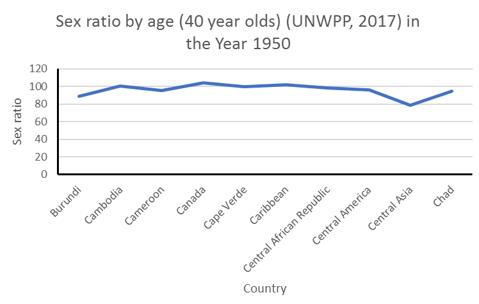 Sex ratio by age (40 year olds) (UNWPP, 2017) in
the Year 1950
Sex ratio
120
100
80
60
40
20
0
Burundi
Cambodia
Cameroon
Canada
Cape Verde
Caribbean
Central African Republic
Central America
Central Asia
Chad
Country